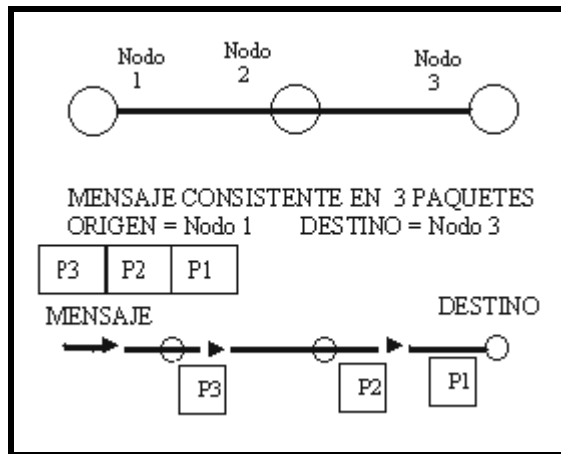 Nodo 1
Nodo 2
Nodo 3
MENSAJE CONSISTENTE EN 3 PAQUETES
ORIGEN = Nodo 1 DESTINO = Nodo 3
P3 P2 P1
MENSAJE
DESTINO
P3
P2
P1